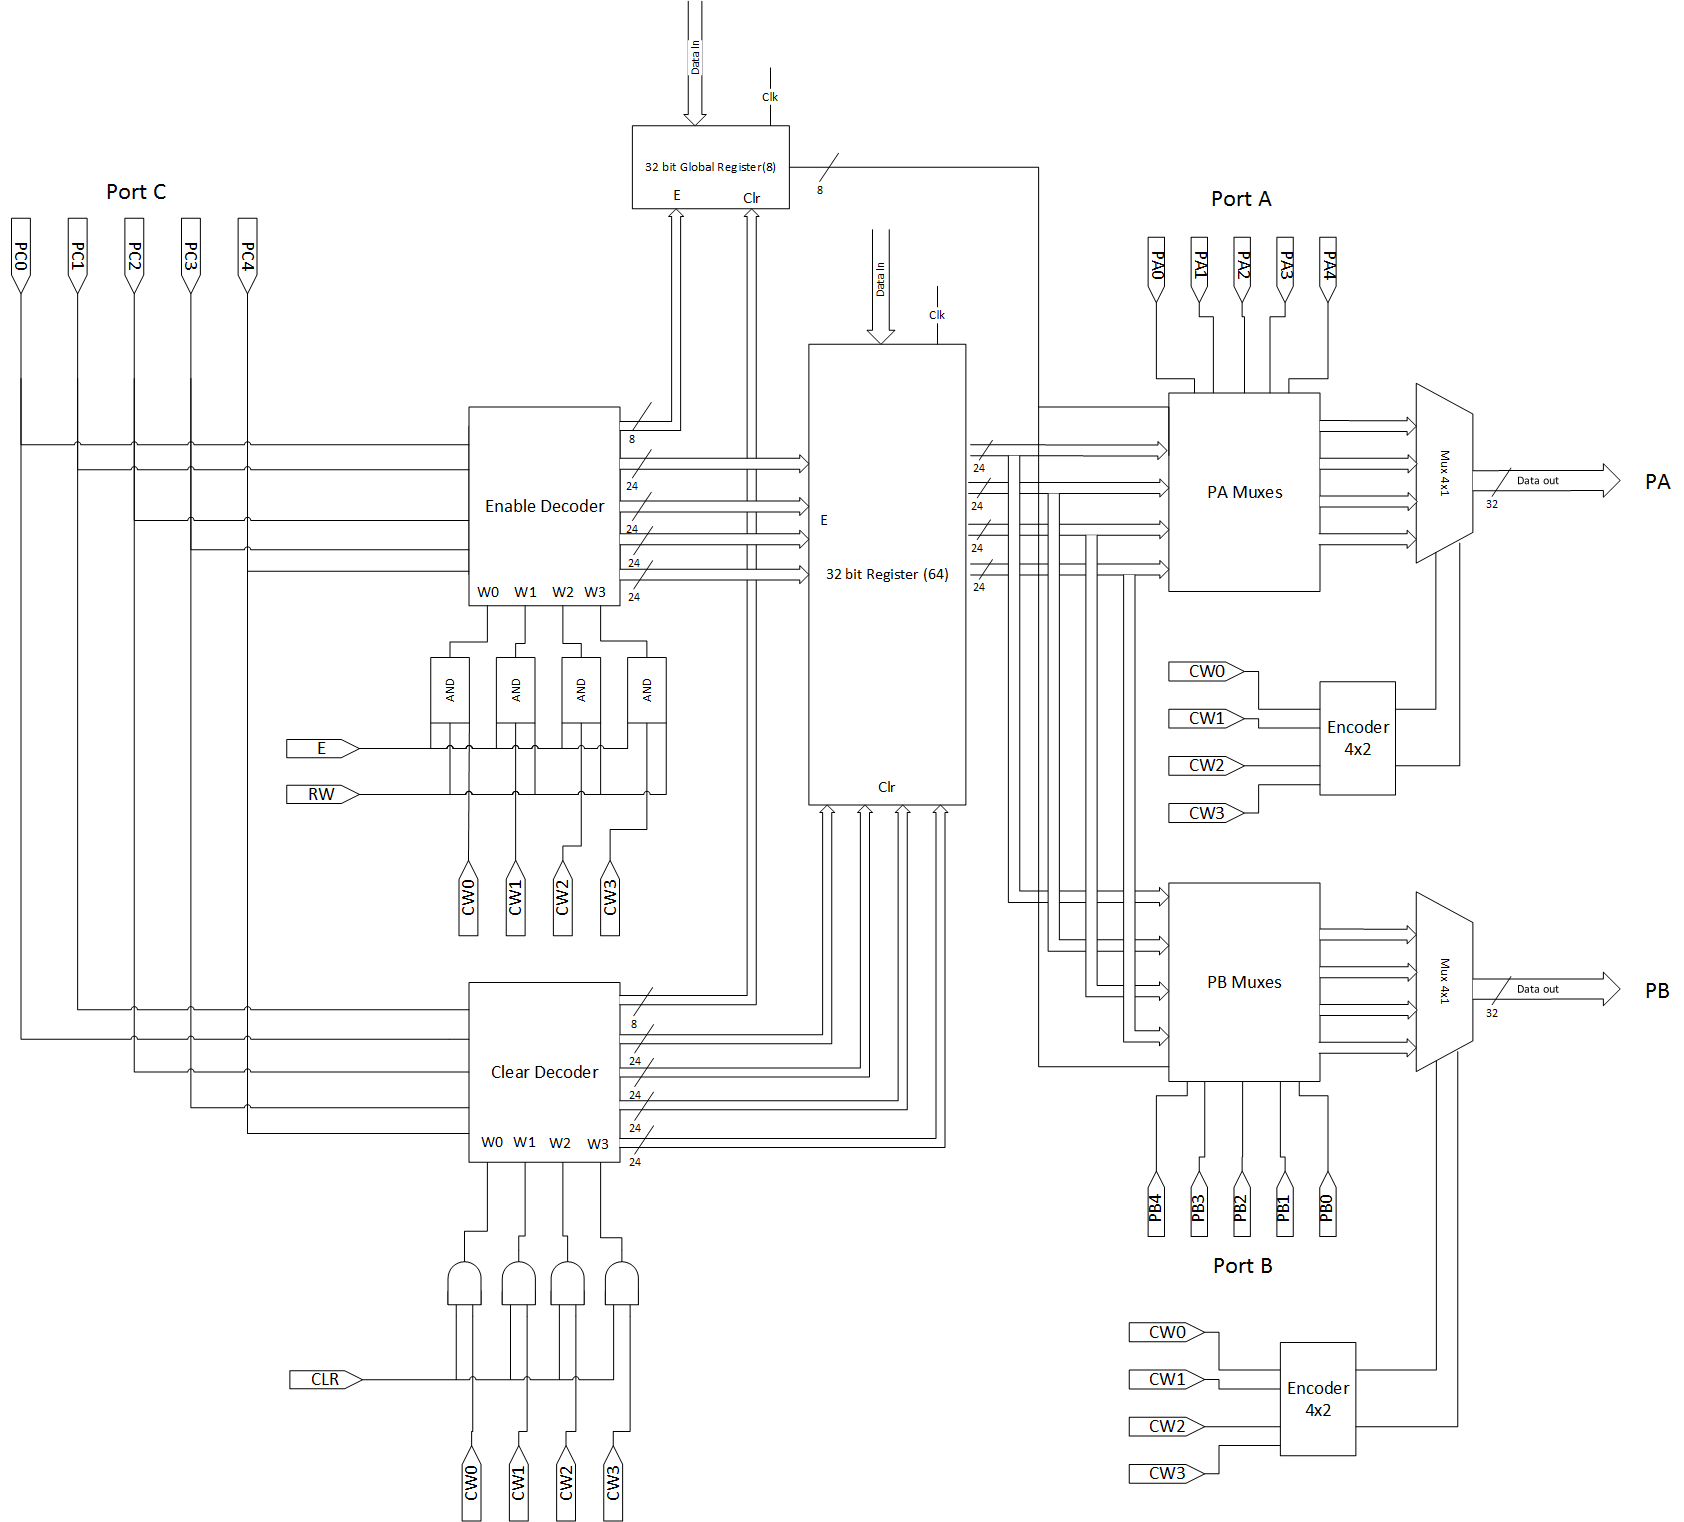 Data In
Clk
32 bit Global Register(8)
E
Clr
8
Port C
PC0
PC1
PC2
PC3
PC4
Port A
PA0
PA1
PA2
PA3
PA4
Data In
Clk
Enable Decoder
W0
W1
W2
W3
8
24
24
24
24
E
32 bit Register (64)
Clr
24
24
24
24
PA Muxes
Mux 4x1
Data out
32
PA
AND
AND
AND
AND
E
RW
CW0
CW1
CW2
CW3
CW0
CW1
CW2
CW3
Encoder
4x2
PB Muxes
Mux 4x1
Data out
32
PB
Clear Decoder
W0
W1
W2
W3
8
24
24
24
24
PB4
PB3
PB2
PB1
PB0
Port B
CLR
CW0
CW1
CW2
CW3
CW0
CW1
CW2
CW3
Encoder
4x2